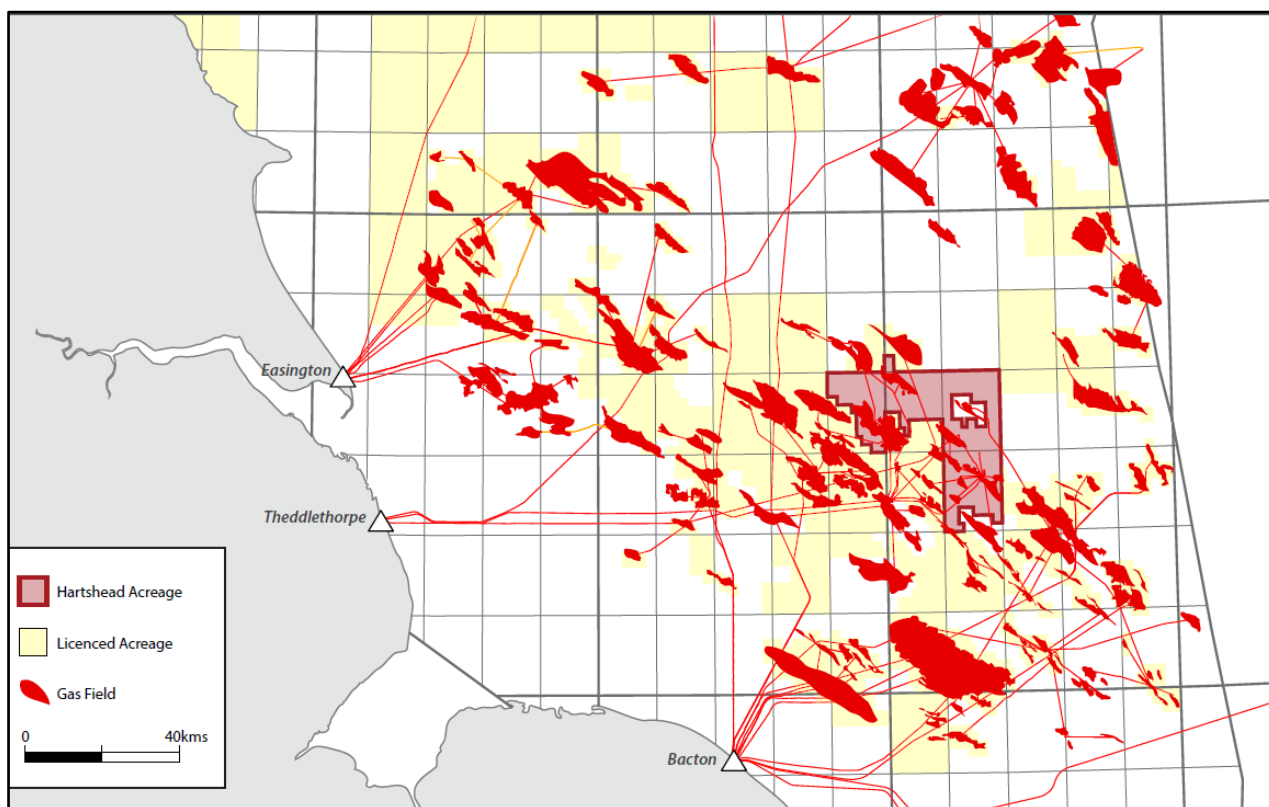 Easington
Theddlethorpe
Bacton
Hartshead Acreage
Licenced Acreage
Gas Field
0 40kms